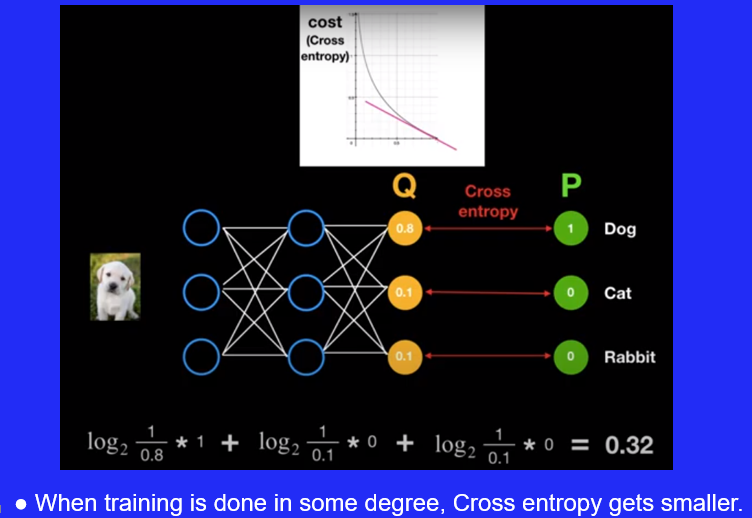 cost
(Cross
entropy)
Q
Cross
entropy
P
0.8
1
Dog
0.1
0
Cat
0.1
0
Rabbit
log₂ 1/0.8 * 1 + log₂ 1/0.1 * 0 + log₂ 1/0.1 * 0 = 0.32
● When training is done in some degree, Cross entropy gets smaller.